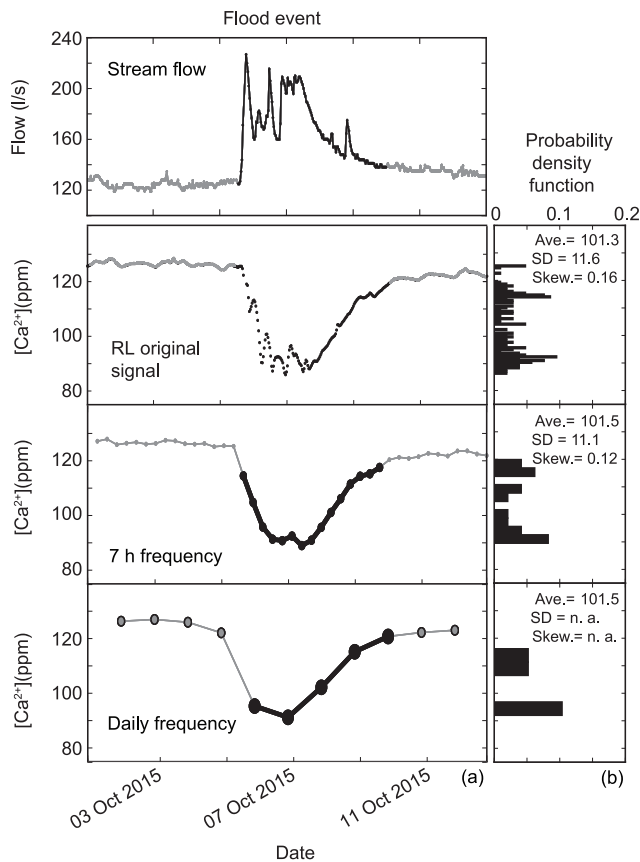 Flood event
240
200
160
120
Flow (l/s)
Stream flow
Probability
density
function
0 0.1 0.2
120
100
80
[Ca²⁺](ppm)
RL original
signal
Ave.= 101.3
SD = 11.6
Skew.= 0.16
120
100
80
[Ca²⁺](ppm)
7 h frequency
Ave.= 101.5
SD = 11.1
Skew.= 0.12
120
100
80
[Ca²⁺](ppm)
Daily frequency
Ave.= 101.5
SD = n. a.
Skew.= n. a.
(a)
(b)
03 Oct 2015
07 Oct 2015
11 Oct 2015
Date